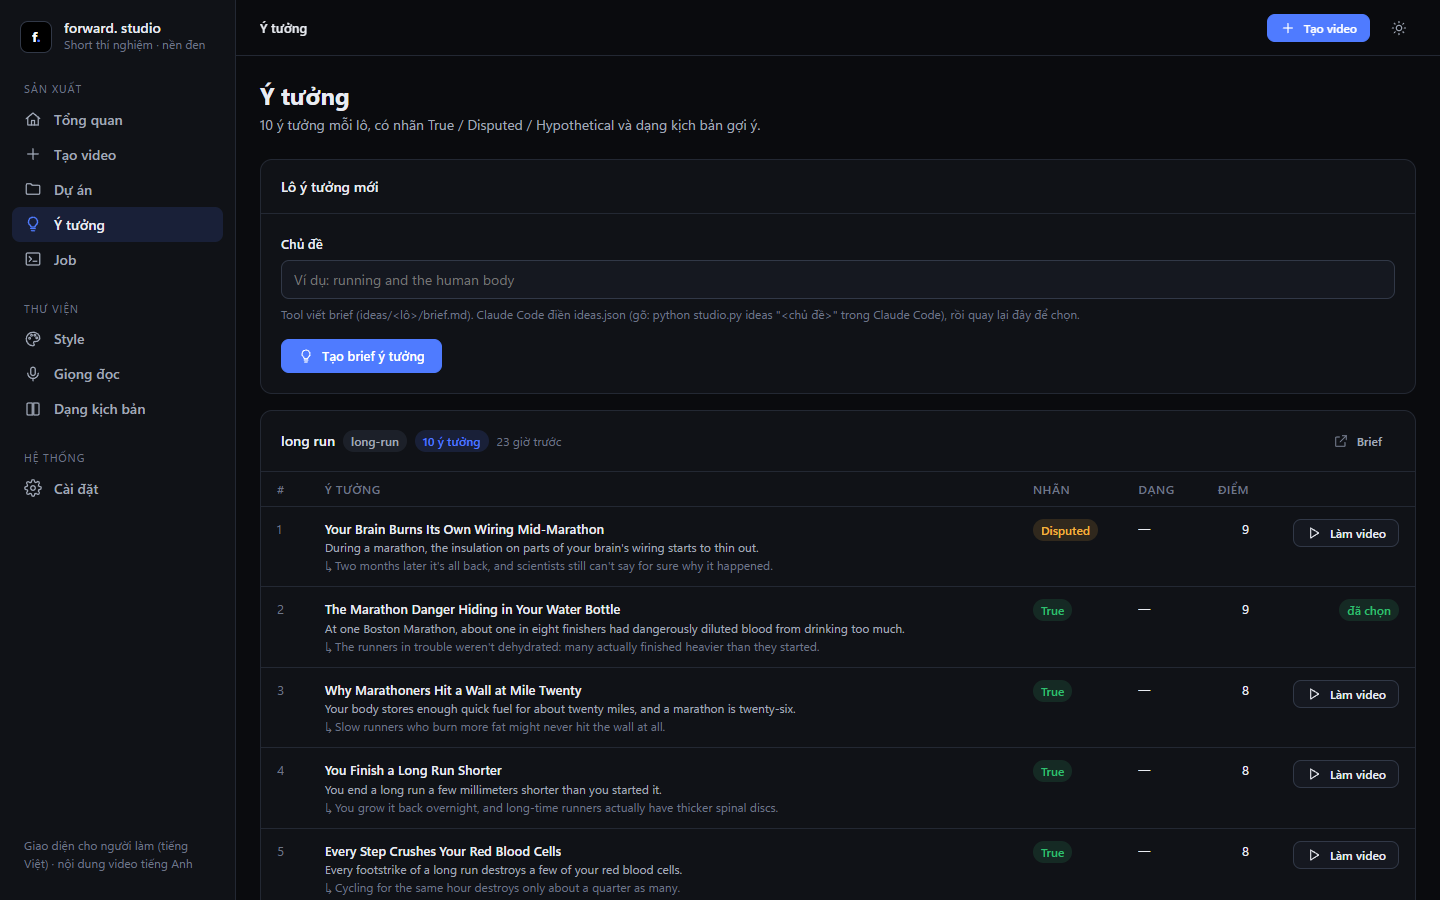 f.
forward. studio
Short thí nghiệm · nền đen
SẢN XUẤT
Tổng quan
Tạo video
Dự án
Ý tưởng
Job
THƯ VIỆN
Style
Giọng đọc
Dạng kịch bản
HỆ THỐNG
Cài đặt
Giao diện cho người làm (tiếng
Việt) · nội dung video tiếng Anh
Ý tưởng
Tạo video
Ý tưởng
10 ý tưởng mỗi lô, có nhãn True / Disputed / Hypothetical và dạng kịch bản gợi ý.
Lô ý tưởng mới
Chủ đề
Ví dụ: running and the human body
Tool viết brief (ideas/<lô>/brief.md). Claude Code điền ideas.json (gõ: python studio.py ideas "<chủ đề>" trong Claude Code), rồi quay lại đây để chọn.
Tạo brief ý tưởng
long run long-run 10 ý tưởng 23 giờ trước Brief
# Ý TƯỞNG NHÃN DẠNG ĐIỂM
1 Your Brain Burns Its Own Wiring Mid-Marathon Disputed — 9 Làm video
During a marathon, the insulation on parts of your brain's wiring starts to thin out.
↳ Two months later it's all back, and scientists still can't say for sure why it happened.
2 The Marathon Danger Hiding in Your Water Bottle True — 9 đã chọn
At one Boston Marathon, about one in eight finishers had dangerously diluted blood from drinking too much.
↳ The runners in trouble weren't dehydrated: many actually finished heavier than they started.
3 Why Marathoners Hit a Wall at Mile Twenty True — 8 Làm video
Your body stores enough quick fuel for about twenty miles, and a marathon is twenty-six.
↳ Slow runners who burn more fat might never hit the wall at all.
4 You Finish a Long Run Shorter True — 8 Làm video
You end a long run a few millimeters shorter than you started it.
↳ You grow it back overnight, and long-time runners actually have thicker spinal discs.
5 Every Step Crushes Your Red Blood Cells True — 8 Làm video
Every footstrike of a long run destroys a few of your red blood cells.
↳ Cycling for the same hour destroys only about a quarter as many.